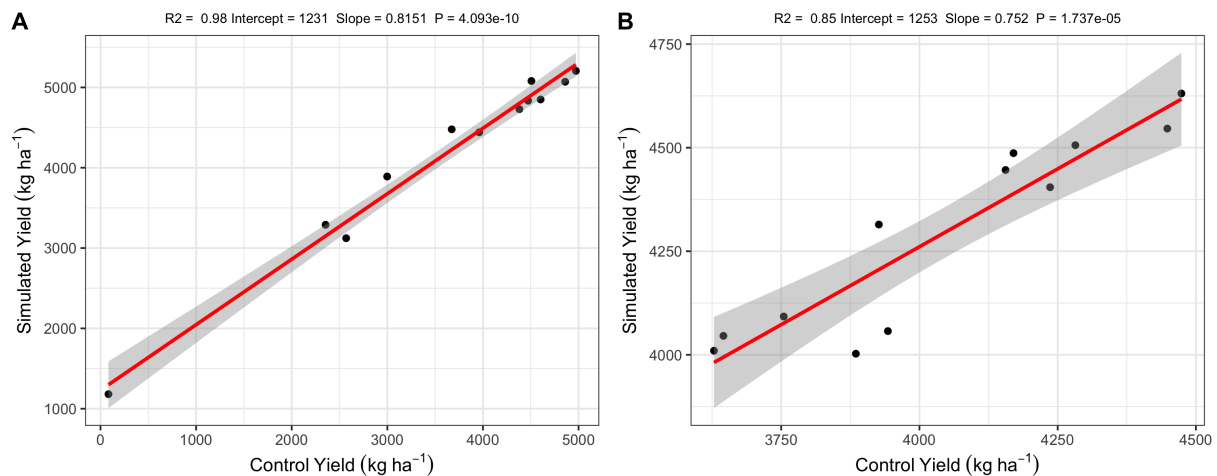 A
R2 = 0.98 Intercept = 1231 Slope = 0.8151 P = 4.093e-10
5000
4000
3000
2000
1000
Simulated Yield (kg ha⁻¹)
0 1000 2000 3000 4000 5000
Control Yield (kg ha⁻¹)
B
R2 = 0.85 Intercept = 1253 Slope = 0.752 P = 1.737e-05
4750
4500
4250
4000
Simulated Yield (kg ha⁻¹)
3750 4000 4250 4500
Control Yield (kg ha⁻¹)